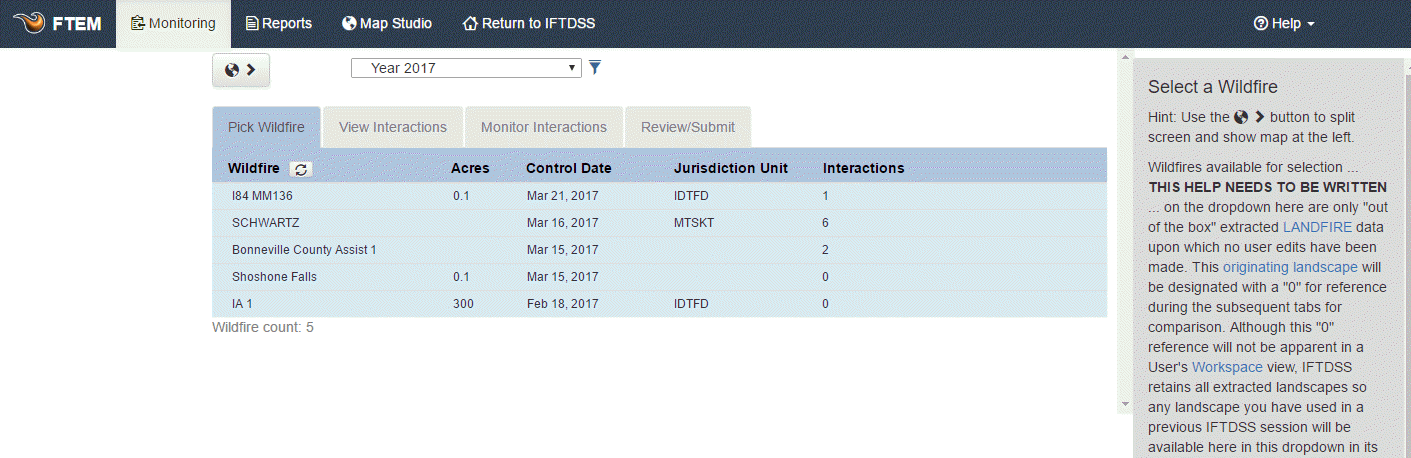 FTEM Monitoring Reports Map Studio Return to IFTDSS Help
Year 2017
Pick Wildfire View Interactions Monitor Interactions Review/Submit
Wildfire Acres Control Date Jurisdiction Unit Interactions
I84 MM136 0.1 Mar 21, 2017 IDTFD 1
SCHWARTZ Mar 16, 2017 MTSKT 6
Bonneville County Assist 1 Mar 15, 2017 2
Shoshone Falls 0.1 Mar 15, 2017 0
IA 1 300 Feb 18, 2017 IDTFD 0
Wildfire count: 5
Select a Wildfire
Hint: Use the button to split
screen and show map at the left.
Wildfires available for selection ...
THIS HELP NEEDS TO BE WRITTEN
... on the dropdown here are only "out
of the box" extracted LANDFIRE data
upon which no user edits have been
made. This originating landscape will
be designated with a "0" for reference
during the subsequent tabs for
comparison. Although this "0"
reference will not be apparent in a
User's Workspace view, IFTDSS
retains all extracted landscapes so
any landscape you have used in a
previous IFTDSS session will be
available here in this dropdown in its